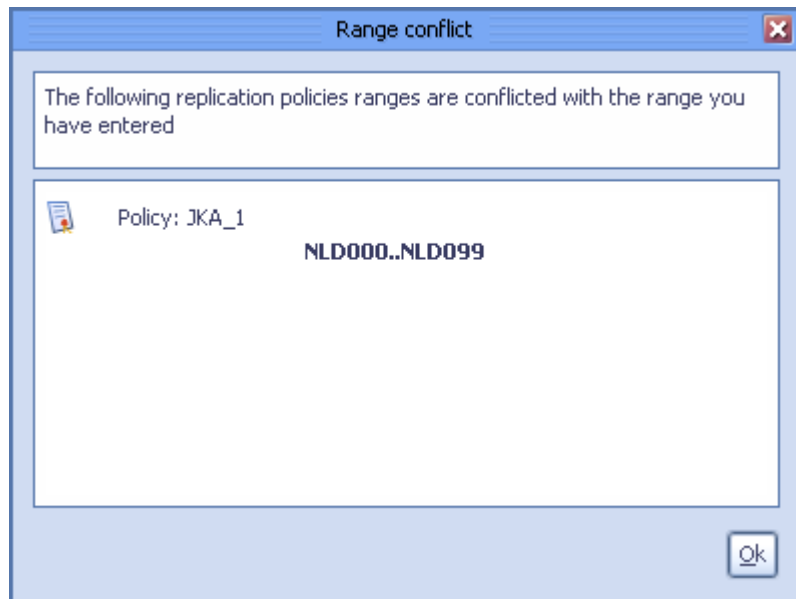 Range conflict
The following replication policies ranges are conflicted with the range you
have entered
Policy: JKA_1
NLD000..NLD099
Ok